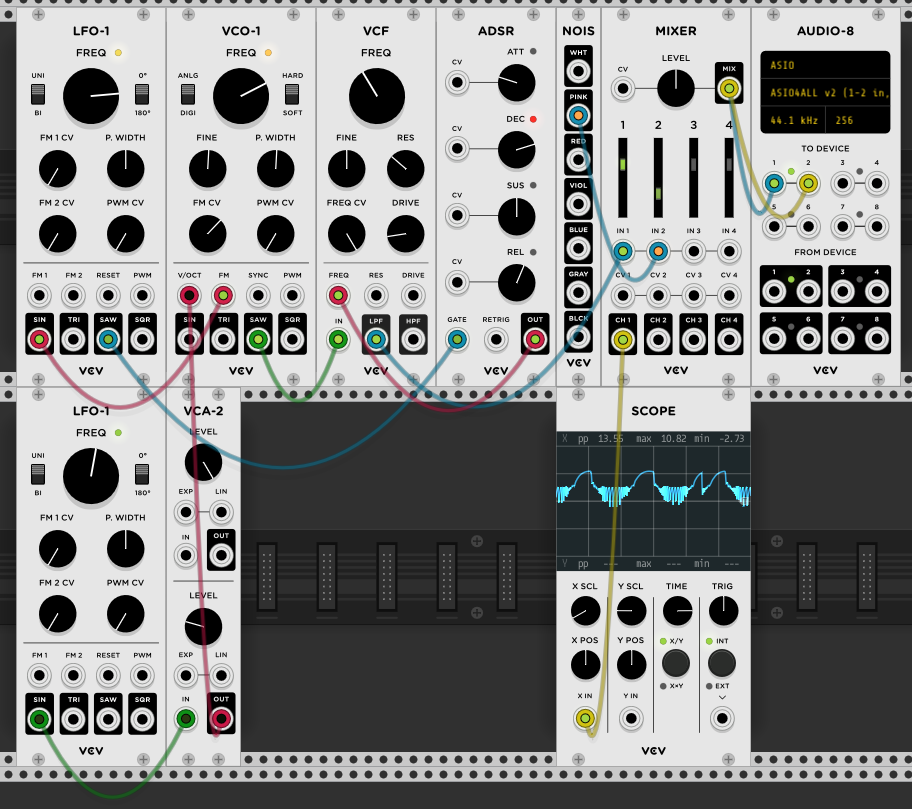 LFO-1
FREQ
UNI 0°
BI 180°
FM 1 CV P. WIDTH
FM 2 CV PWM CV
FM 1 FM 2 RESET PWM
SIN TRI SAW SQR
VCV
VCO-1
FREQ
ANLG HARD
DIGI SOFT
FINE P. WIDTH
FM CV PWM CV
V/OCT FM SYNC PWM
SIN TRI SAW SQR
VCV
VCF
FREQ
FINE RES
FREQ CV DRIVE
FREQ RES DRIVE
IN LPF HPF
VCV
ADSR
ATT
CV
DEC
CV
SUS
CV
REL
CV
GATE RETRIG OUT
VCV
NOIS
WHT
PINK
RED
VIOL
BLUE
GRAY
BLCK
VCV
MIXER
LEVEL
CV MIX
1 2 3 4
IN 1 IN 2 IN 3 IN 4
CV 1 CV 2 CV 3 CV 4
CH 1 CH 2 CH 3 CH 4
VCV
AUDIO-8
ASIO
ASIO4ALL v2 (1-2 in,
44.1 kHz 256
TO DEVICE
1 2 3 4
5 6 7 8
FROM DEVICE
1 2 3 4
5 6 7 8
VCV
LFO-1
FREQ
UNI 0°
BI 180°
FM 1 CV P. WIDTH
FM 2 CV PWM CV
FM 1 FM 2 RESET PWM
SIN TRI SAW SQR
VCV
VCA-2
LEVEL
EXP LIN
IN OUT
LEVEL
EXP LIN
IN OUT
VCV
SCOPE
X pp 13.55 max 10.82 min -2.73
Y pp --- max --- min ---
X SCL Y SCL TIME TRIG
X POS Y POS X/Y INT
X×Y EXT
X IN Y IN
VCV